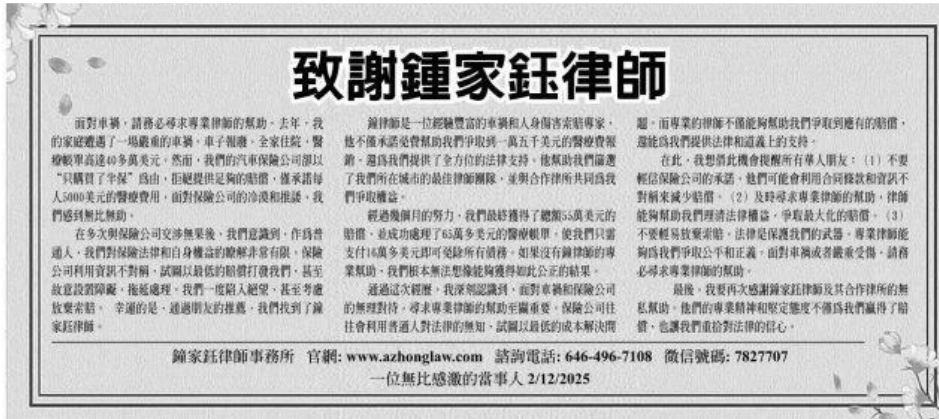 致謝鍾家鈺律師
面對車禍，請務必尋求專業律師的幫助。去年，我
的家庭遭遇了一場嚴重的車禍，車子報廢，全家住院，醫
療帳單高達40多萬美元。然而，我們的汽車保險公司卻以
“只購買了半保”為由，拒絕提供足夠的賠償，僅承諾每
人5000美元的醫療費用，面對保險公司的冷漠和推諉，我
們感到無比無助。
在多次與保險公司交涉無果後，我們意識到，作爲普
通人，我們對保險法律和自身權益的瞭解非常有限。保險
公司利用資訊不對稱，試圖以最低的賠償打發我們，甚至
故意設置障礙，拖延處理。我們一度陷入絕望，甚至考慮
放棄索賠。 幸運的是，通過朋友的推薦，我們找到了鐘
家鈺律師。
鐘律師是一位經驗豐富的車禍和人身傷害索賠專家，
他不僅承諾免費幫助我們爭取到一萬五千美元的醫療費報
銷，還爲我們提供了全方位的法律支持。他幫助我們篩選
了我們所在城市的最佳律師團隊，並與合作律所共同爲我
們爭取權益。
經過幾個月的努力，我們最終獲得了總額55萬美元的
賠償，並成功處理了65萬多美元的醫療帳單，使我們只需
支付16萬多美元即可免除所有債務。如果沒有鐘律師的專
業幫助，我們根本無法想像能夠獲得如此公正的結果。
通過這次經歷，我深刻認識到，面對車禍和保險公司
的無理對待，尋求專業律師的幫助至關重要。保險公司往
往會利用普通人對法律的無知，試圖以最低的成本解決問
題。而專業的律師不僅能夠幫助我們爭取到應有的賠償，
還能爲我們提供法律和道義上的支持。
在此，我想借此機會提醒所有華人朋友：（1）不要
輕信保險公司的承諾。他們可能會利用合同條款和資訊不
對稱來減少賠償。（2）及時尋求專業律師的幫助。律師
能夠幫助我們理清法律權益，爭取最大化的賠償。（3）
不要輕易放棄索賠。法律是保護我們的武器，專業律師能
夠爲我們爭取公平和正義。面對車禍或者嚴重受傷，請務
必尋求專業律師的幫助。
最後，我要再次感謝鐘家鈺律師及其合作律所的無
私幫助。他們的專業精神和堅定態度不僅爲我們贏得了賠
償，也讓我們重拾對法律的信心。
鐘家鈺律師事務所 官網: www.azhonglaw.com 諮詢電話: 646-496-7108 微信號碼: 7827707
一位無比感激的當事人 2/12/2025